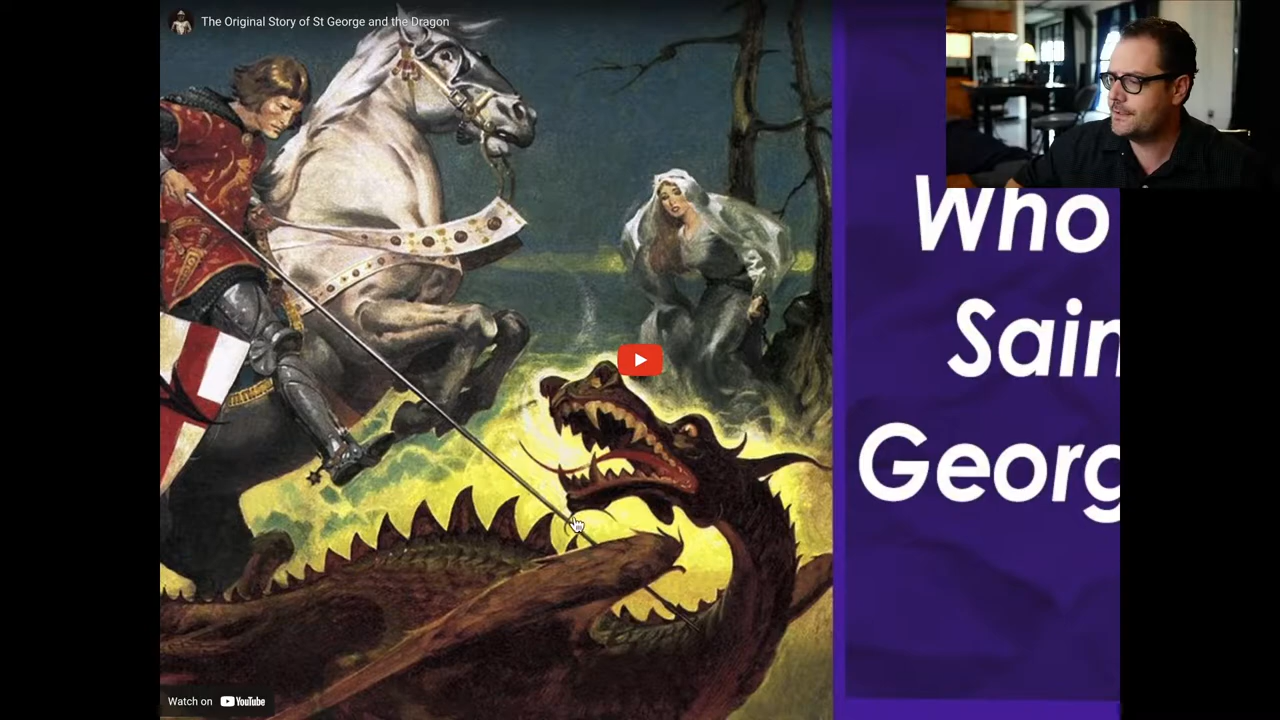 The Original Story of St George and the Dragon
Who
Sain
Georg
Watch on YouTube